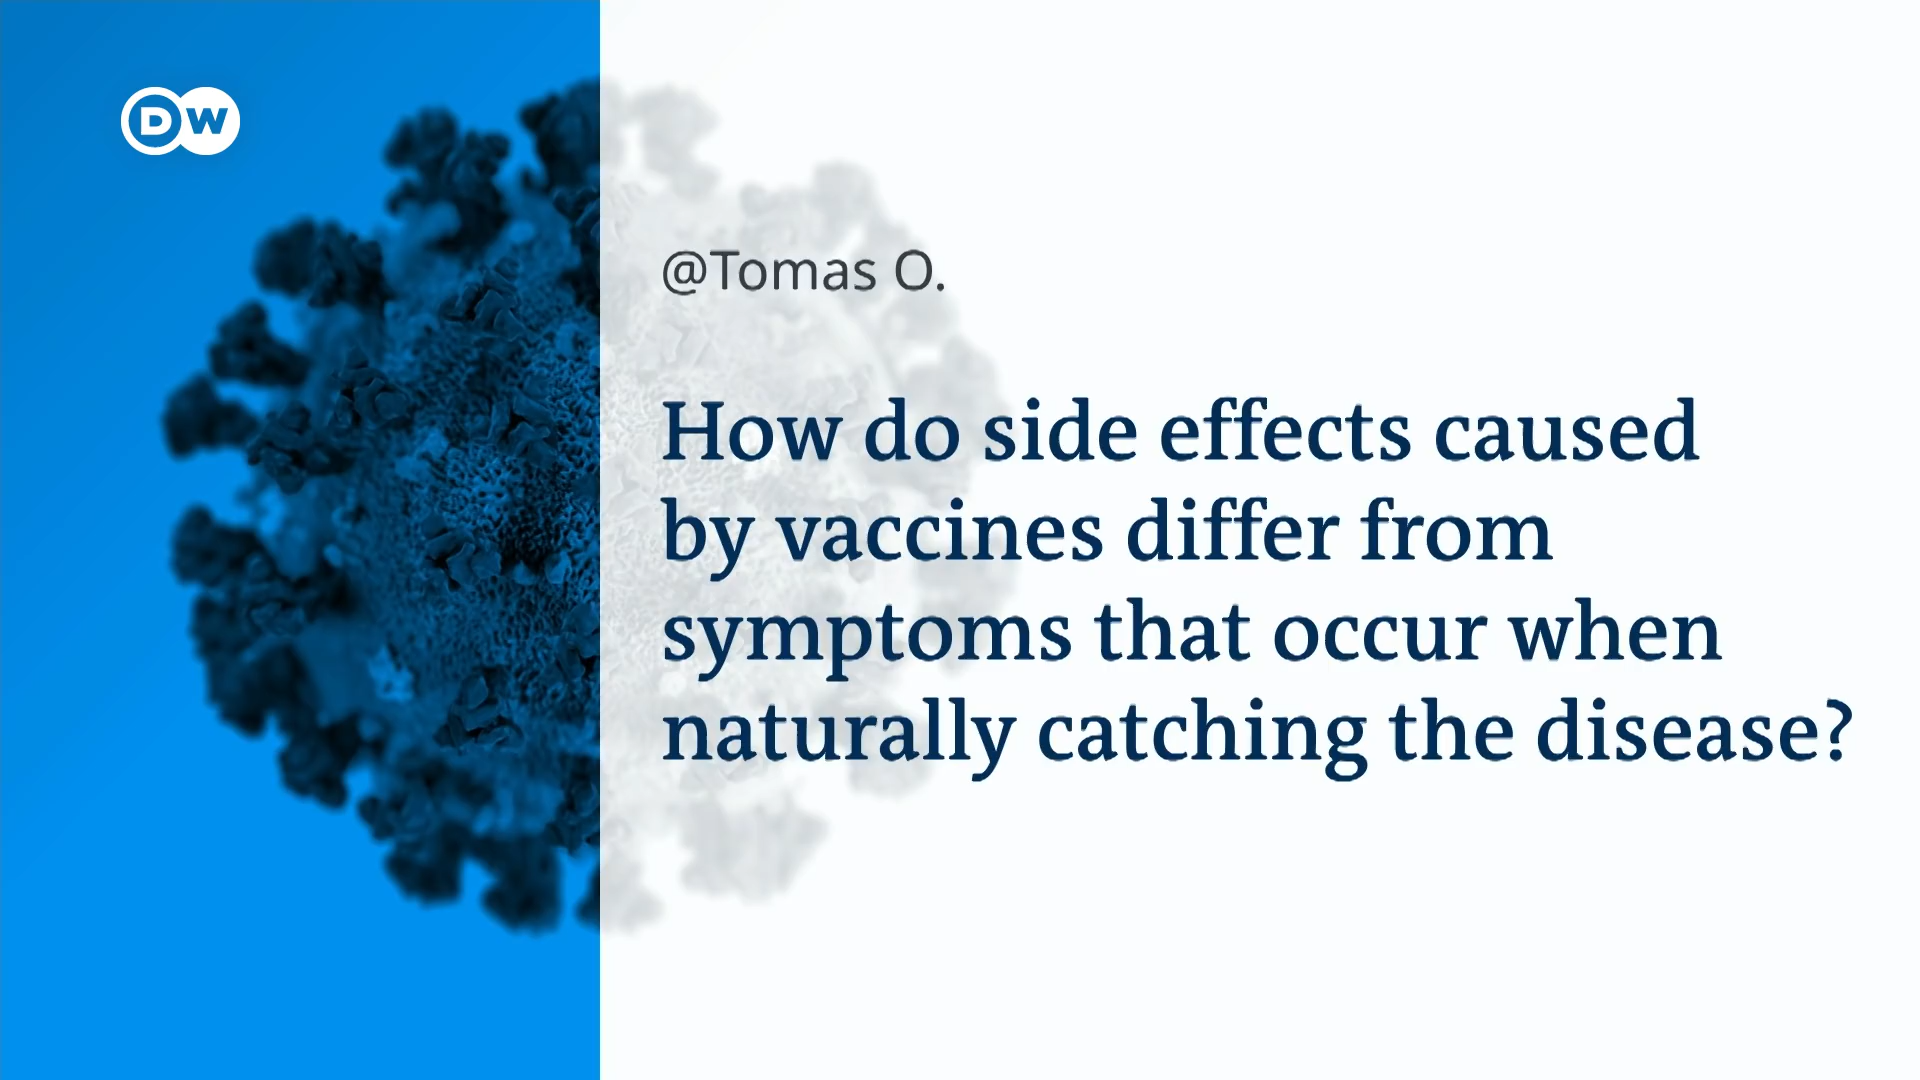 DW
@Tomas O.
How do side effects caused
by vaccines differ from
symptoms that occur when
naturally catching the disease?